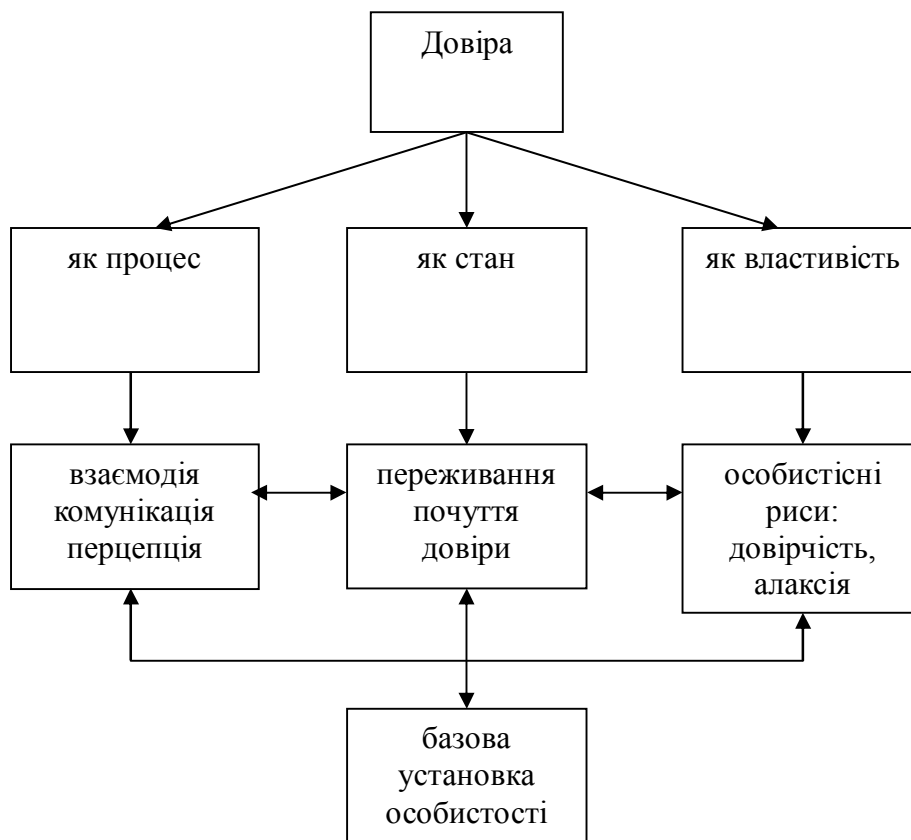 Довіра
як процес
як стан
як властивість
взаємодія
комунікація
перцепція
переживання
почуття
довіри
особистісні
риси:
довірчість,
алаксія
базова
установка
особистості